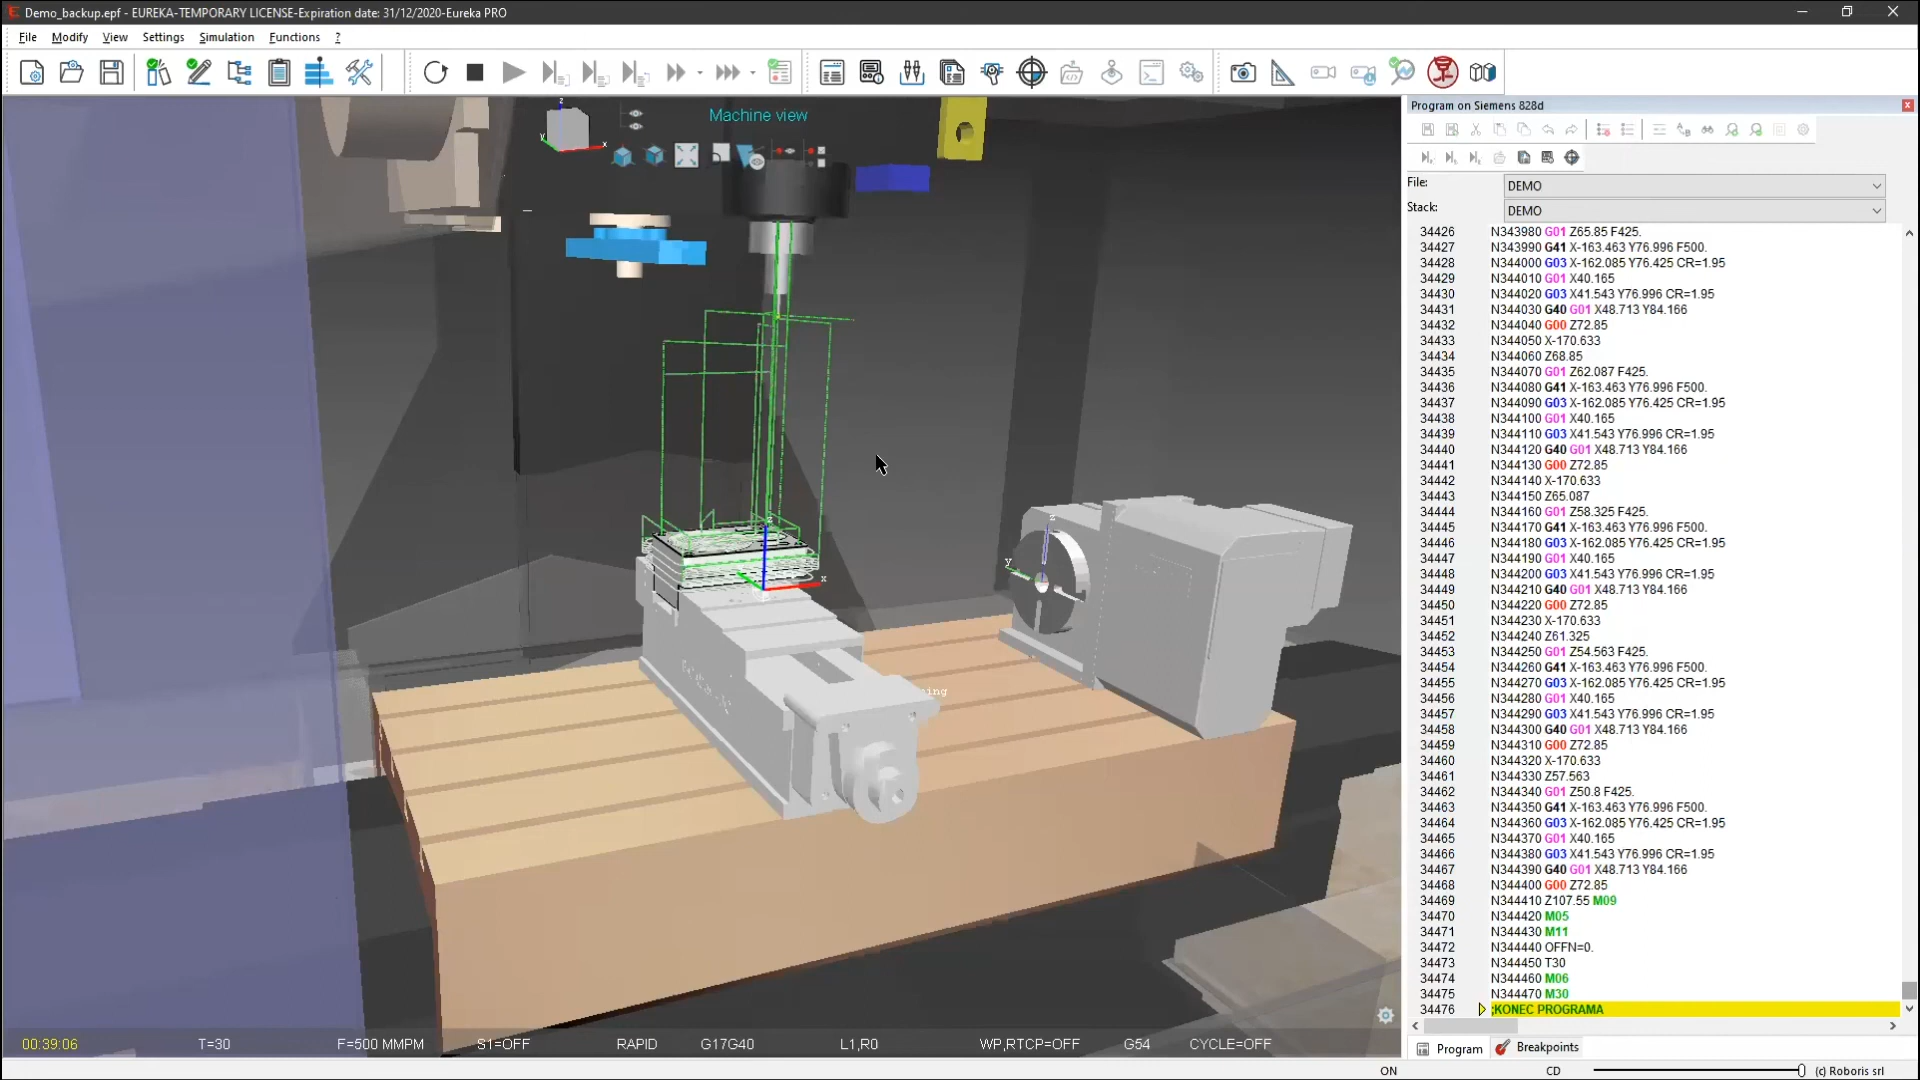 Demo_backup.epf - EUREKA-TEMPORARY LICENSE-Expiration date: 31/12/2020-Eureka PRO
File Modify View Settings Simulation Functions ?
Machine view
Program on Siemens 828d
File: DEMO
Stack: DEMO
34426 N343980 G01 Z65.85 F425.
34427 N343990 G41 X-163.463 Y76.996 F500.
34428 N344000 G03 X-162.085 Y76.425 CR=1.95
34429 N344010 G01 X40.165
34430 N344020 G03 X41.543 Y76.996 CR=1.95
34431 N344030 G40 G01 X48.713 Y84.166
34432 N344040 G00 Z72.85
34433 N344050 X-170.633
34434 N344060 Z68.85
34435 N344070 G01 Z62.087 F425.
34436 N344080 G41 X-163.463 Y76.996 F500.
34437 N344090 G03 X-162.085 Y76.425 CR=1.95
34438 N344100 G01 X40.165
34439 N344110 G03 X41.543 Y76.996 CR=1.95
34440 N344120 G40 G01 X48.713 Y84.166
34441 N344130 G00 Z72.85
34442 N344140 X-170.633
34443 N344150 Z65.087
34444 N344160 G01 Z58.325 F425.
34445 N344170 G41 X-163.463 Y76.996 F500.
34446 N344180 G03 X-162.085 Y76.425 CR=1.95
34447 N344190 G01 X40.165
34448 N344200 G03 X41.543 Y76.996 CR=1.95
34449 N344210 G40 G01 X48.713 Y84.166
34450 N344220 G00 Z72.85
34451 N344230 X-170.633
34452 N344240 Z61.325
34453 N344250 G01 Z54.563 F425.
34454 N344260 G41 X-163.463 Y76.996 F500.
34455 N344270 G03 X-162.085 Y76.425 CR=1.95
34456 N344280 G01 X40.165
34457 N344290 G03 X41.543 Y76.996 CR=1.95
34458 N344300 G40 G01 X48.713 Y84.166
34459 N344310 G00 Z72.85
34460 N344320 X-170.633
34461 N344330 Z57.563
34462 N344340 G01 Z50.8 F425.
34463 N344350 G41 X-163.463 Y76.996 F500.
34464 N344360 G03 X-162.085 Y76.425 CR=1.95
34465 N344370 G01 X40.165
34466 N344380 G03 X41.543 Y76.996 CR=1.95
34467 N344390 G40 G01 X48.713 Y84.166
34468 N344400 G00 Z72.85
34469 N344410 Z107.55 M09
34470 N344420 M05
34471 N344430 M11
34472 N344440 OFFN=0.
34473 N344450 T30
34474 N344460 M06
34475 N344470 M30
34476 ;KONEC PROGRAMA
z
y
x
z
y
x
00:39:06 T=30 F=500 MMPM S1=OFF RAPID G17G40 L1,R0 WP,RTCP=OFF G54 CYCLE=OFF
Program Breakpoints
ON CD (c) Roboris srl